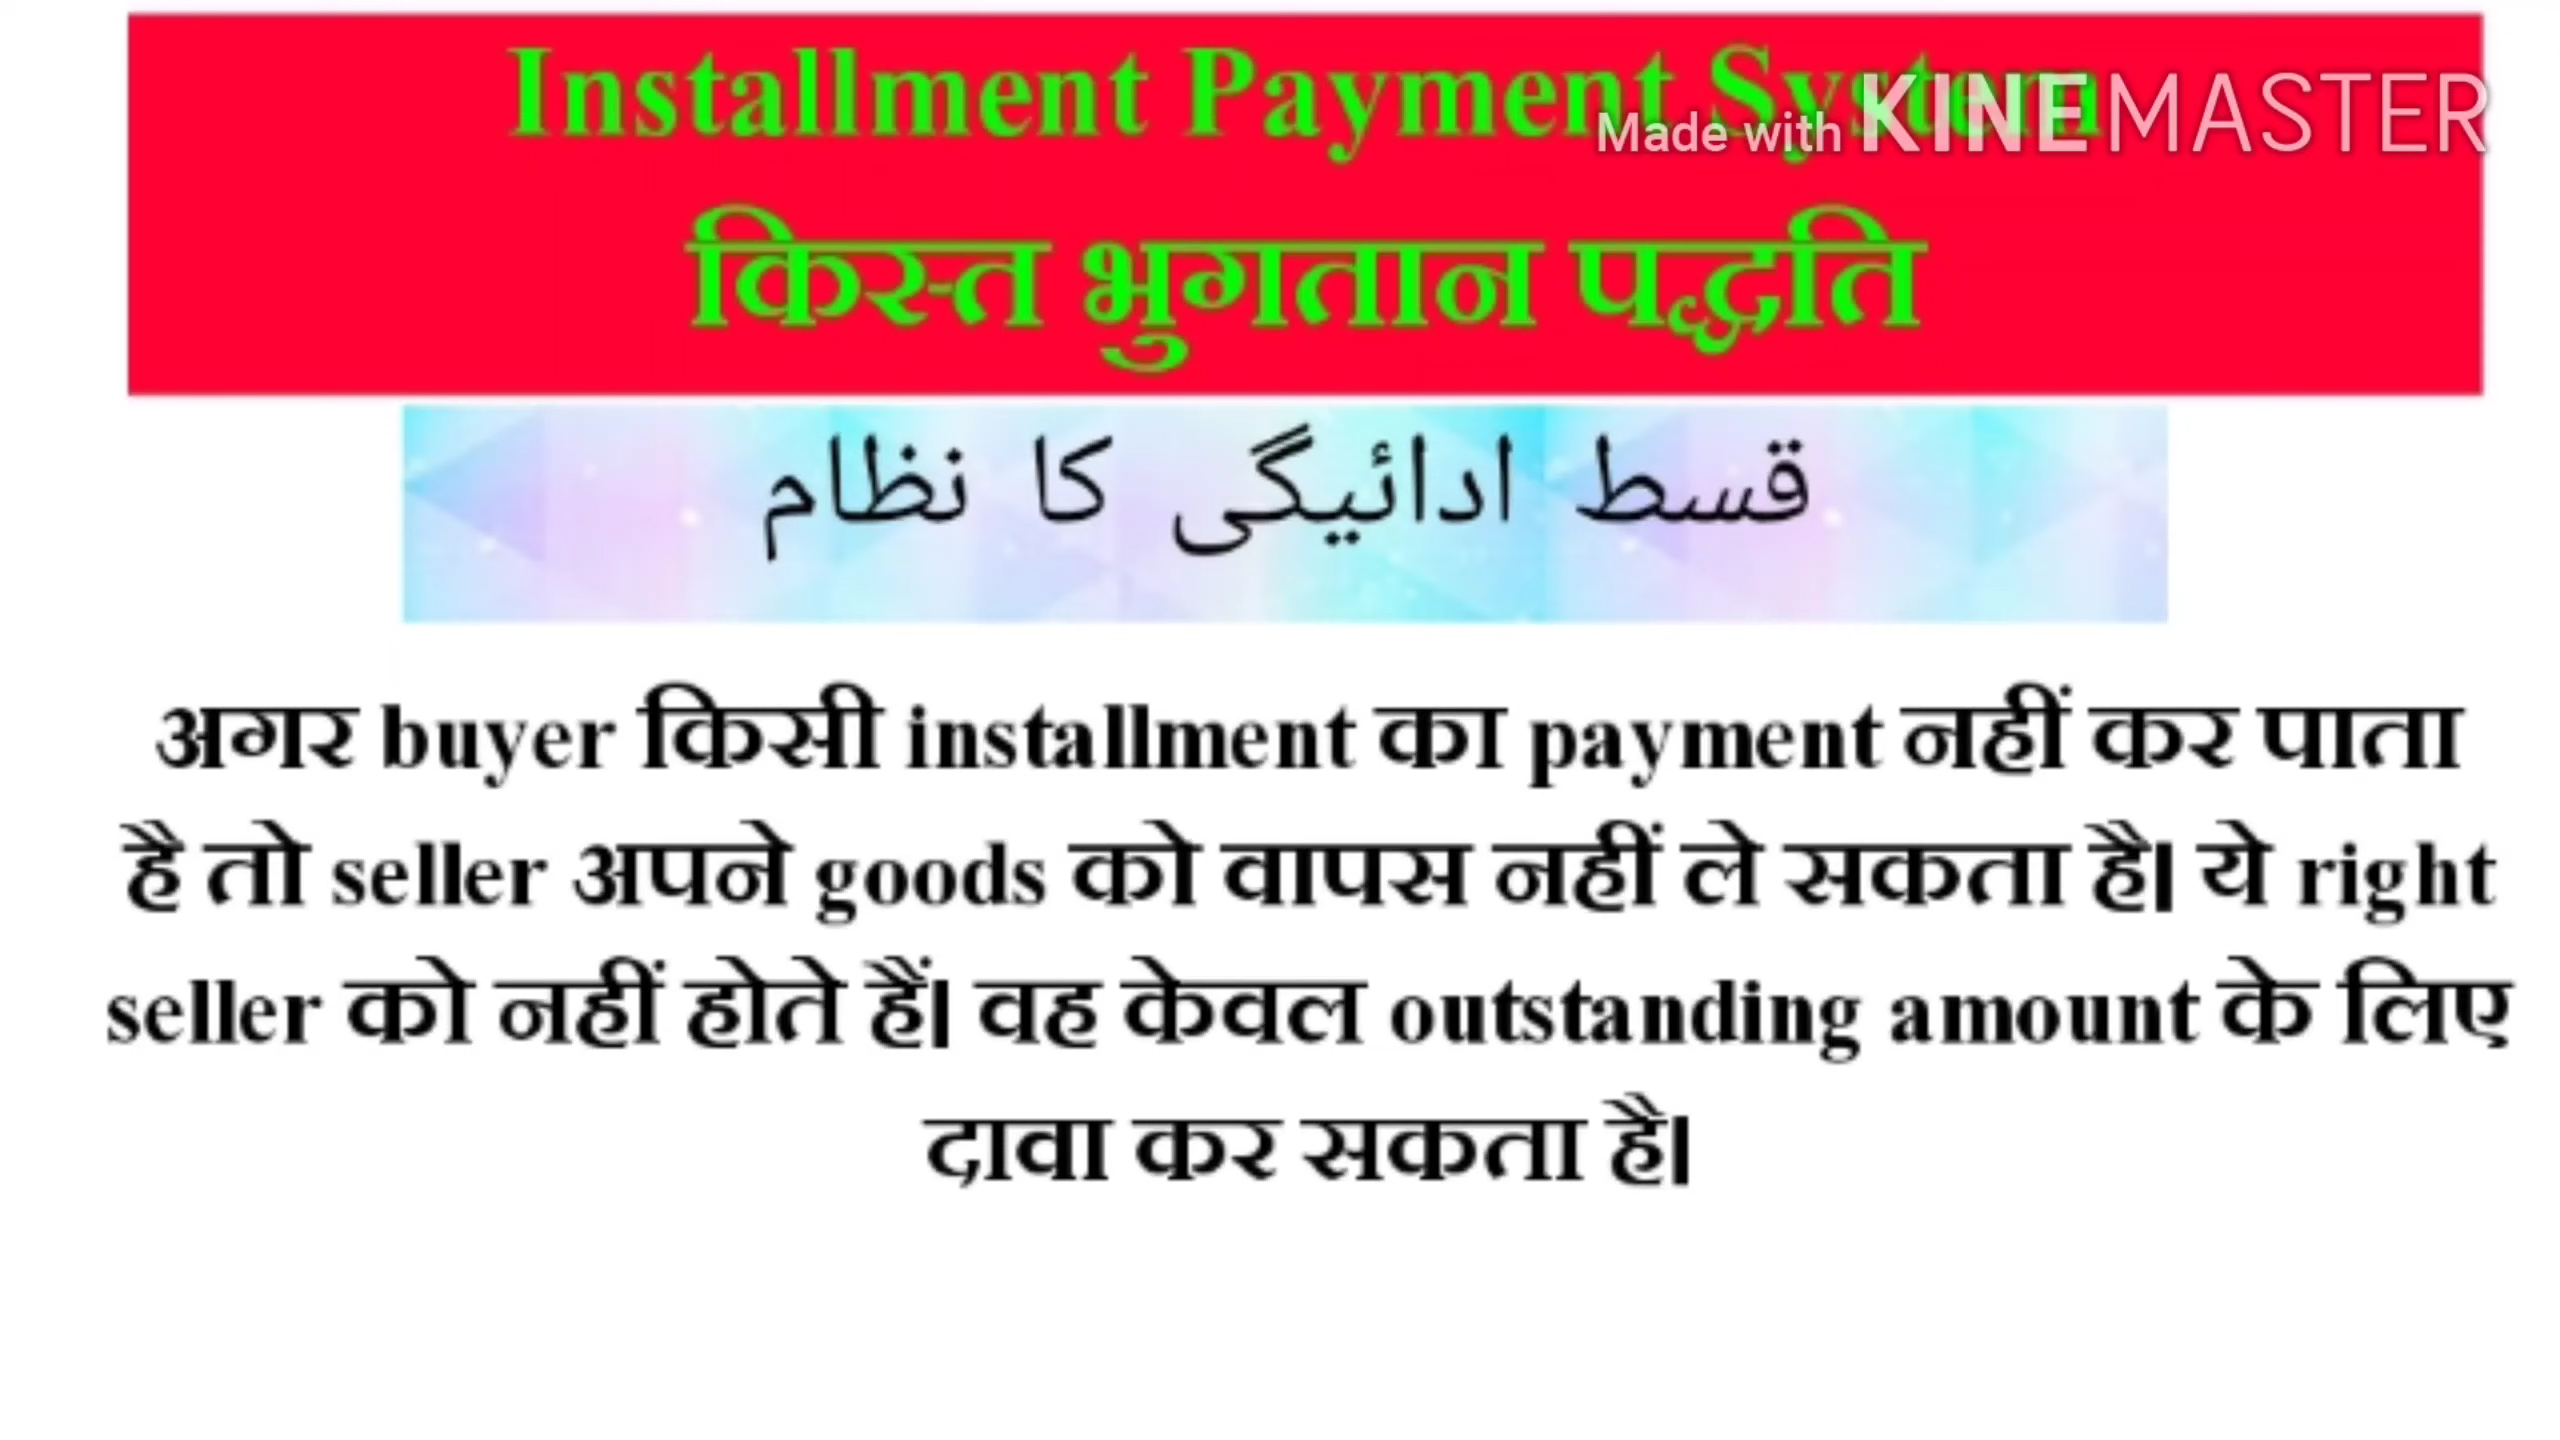 Installment Payment System
Made with KINEMASTER
किस्त भुगतान पद्धति
قسط ادائیگی کا نظام
अगर buyer किसी installment का payment नहीं कर पाता
है तो seller अपने goods को वापस नहीं ले सकता है। ये right
seller को नहीं होते हैं। वह केवल outstanding amount के लिए
दावा कर सकता है।